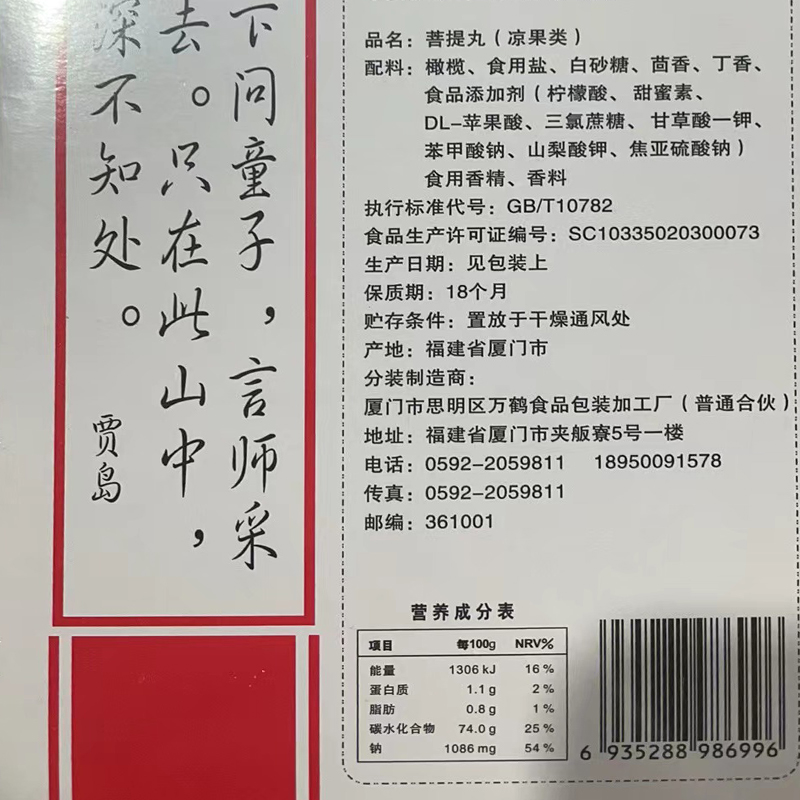 品名：菩提丸（凉果类）
配料：橄榄、食用盐、白砂糖、茴香、丁香、
食品添加剂（柠檬酸、甜蜜素、
DL-苹果酸、三氯蔗糖、甘草酸一钾、
苯甲酸钠、山梨酸钾、焦亚硫酸钠）
食用香精、香料
执行标准代号：GB/T10782
食品生产许可证编号：SC10335020300073
生产日期：见包装上
保质期：18个月
贮存条件：置放于干燥通风处
产地：福建省厦门市
分装制造商：
厦门市思明区万鹤食品包装加工厂（普通合伙）
地址：福建省厦门市夹舨寮5号一楼
电话：0592-2059811 18950091578
传真：0592-2059811
邮编：361001
营养成分表
项目 每100g NRV%
能量 1306 kJ 16 %
蛋白质 1.1 g 2 %
脂肪 0.8 g 1 %
碳水化合物 74.0 g 25 %
钠 1086 mg 54 %
6 935288 986996
下问童子，言师采
去。只在此山中，
深不知处。
贾岛